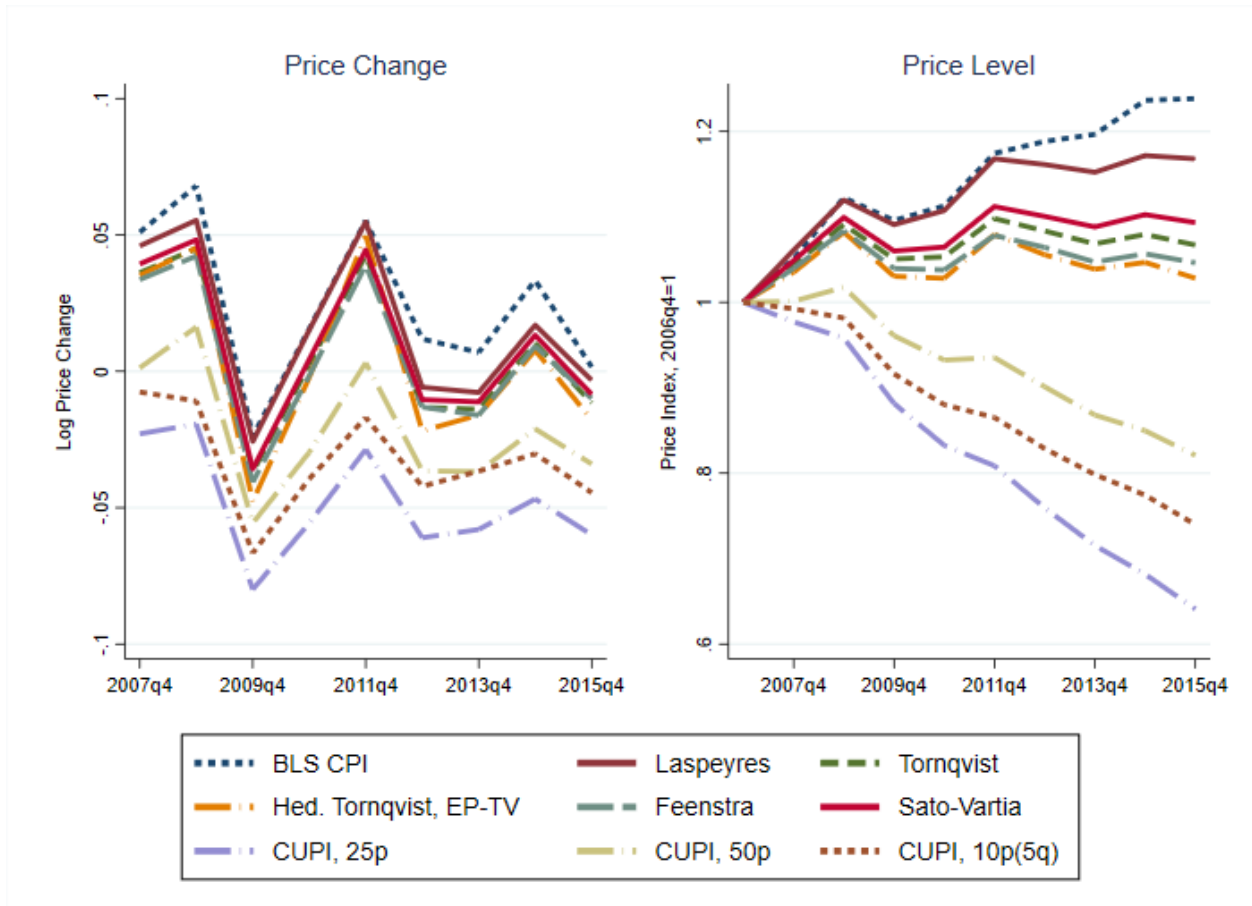 Price Change
Log Price Change
.1
.05
0
-.05
-.1
2007q4 2009q4 2011q4 2013q4 2015q4
Price Level
Price Index, 2006q4=1
1.2
1
.8
.6
2007q4 2009q4 2011q4 2013q4 2015q4
BLS CPI Laspeyres Tornqvist
Hed. Tornqvist, EP-TV Feenstra Sato-Vartia
CUPI, 25p CUPI, 50p CUPI, 10p(5q)